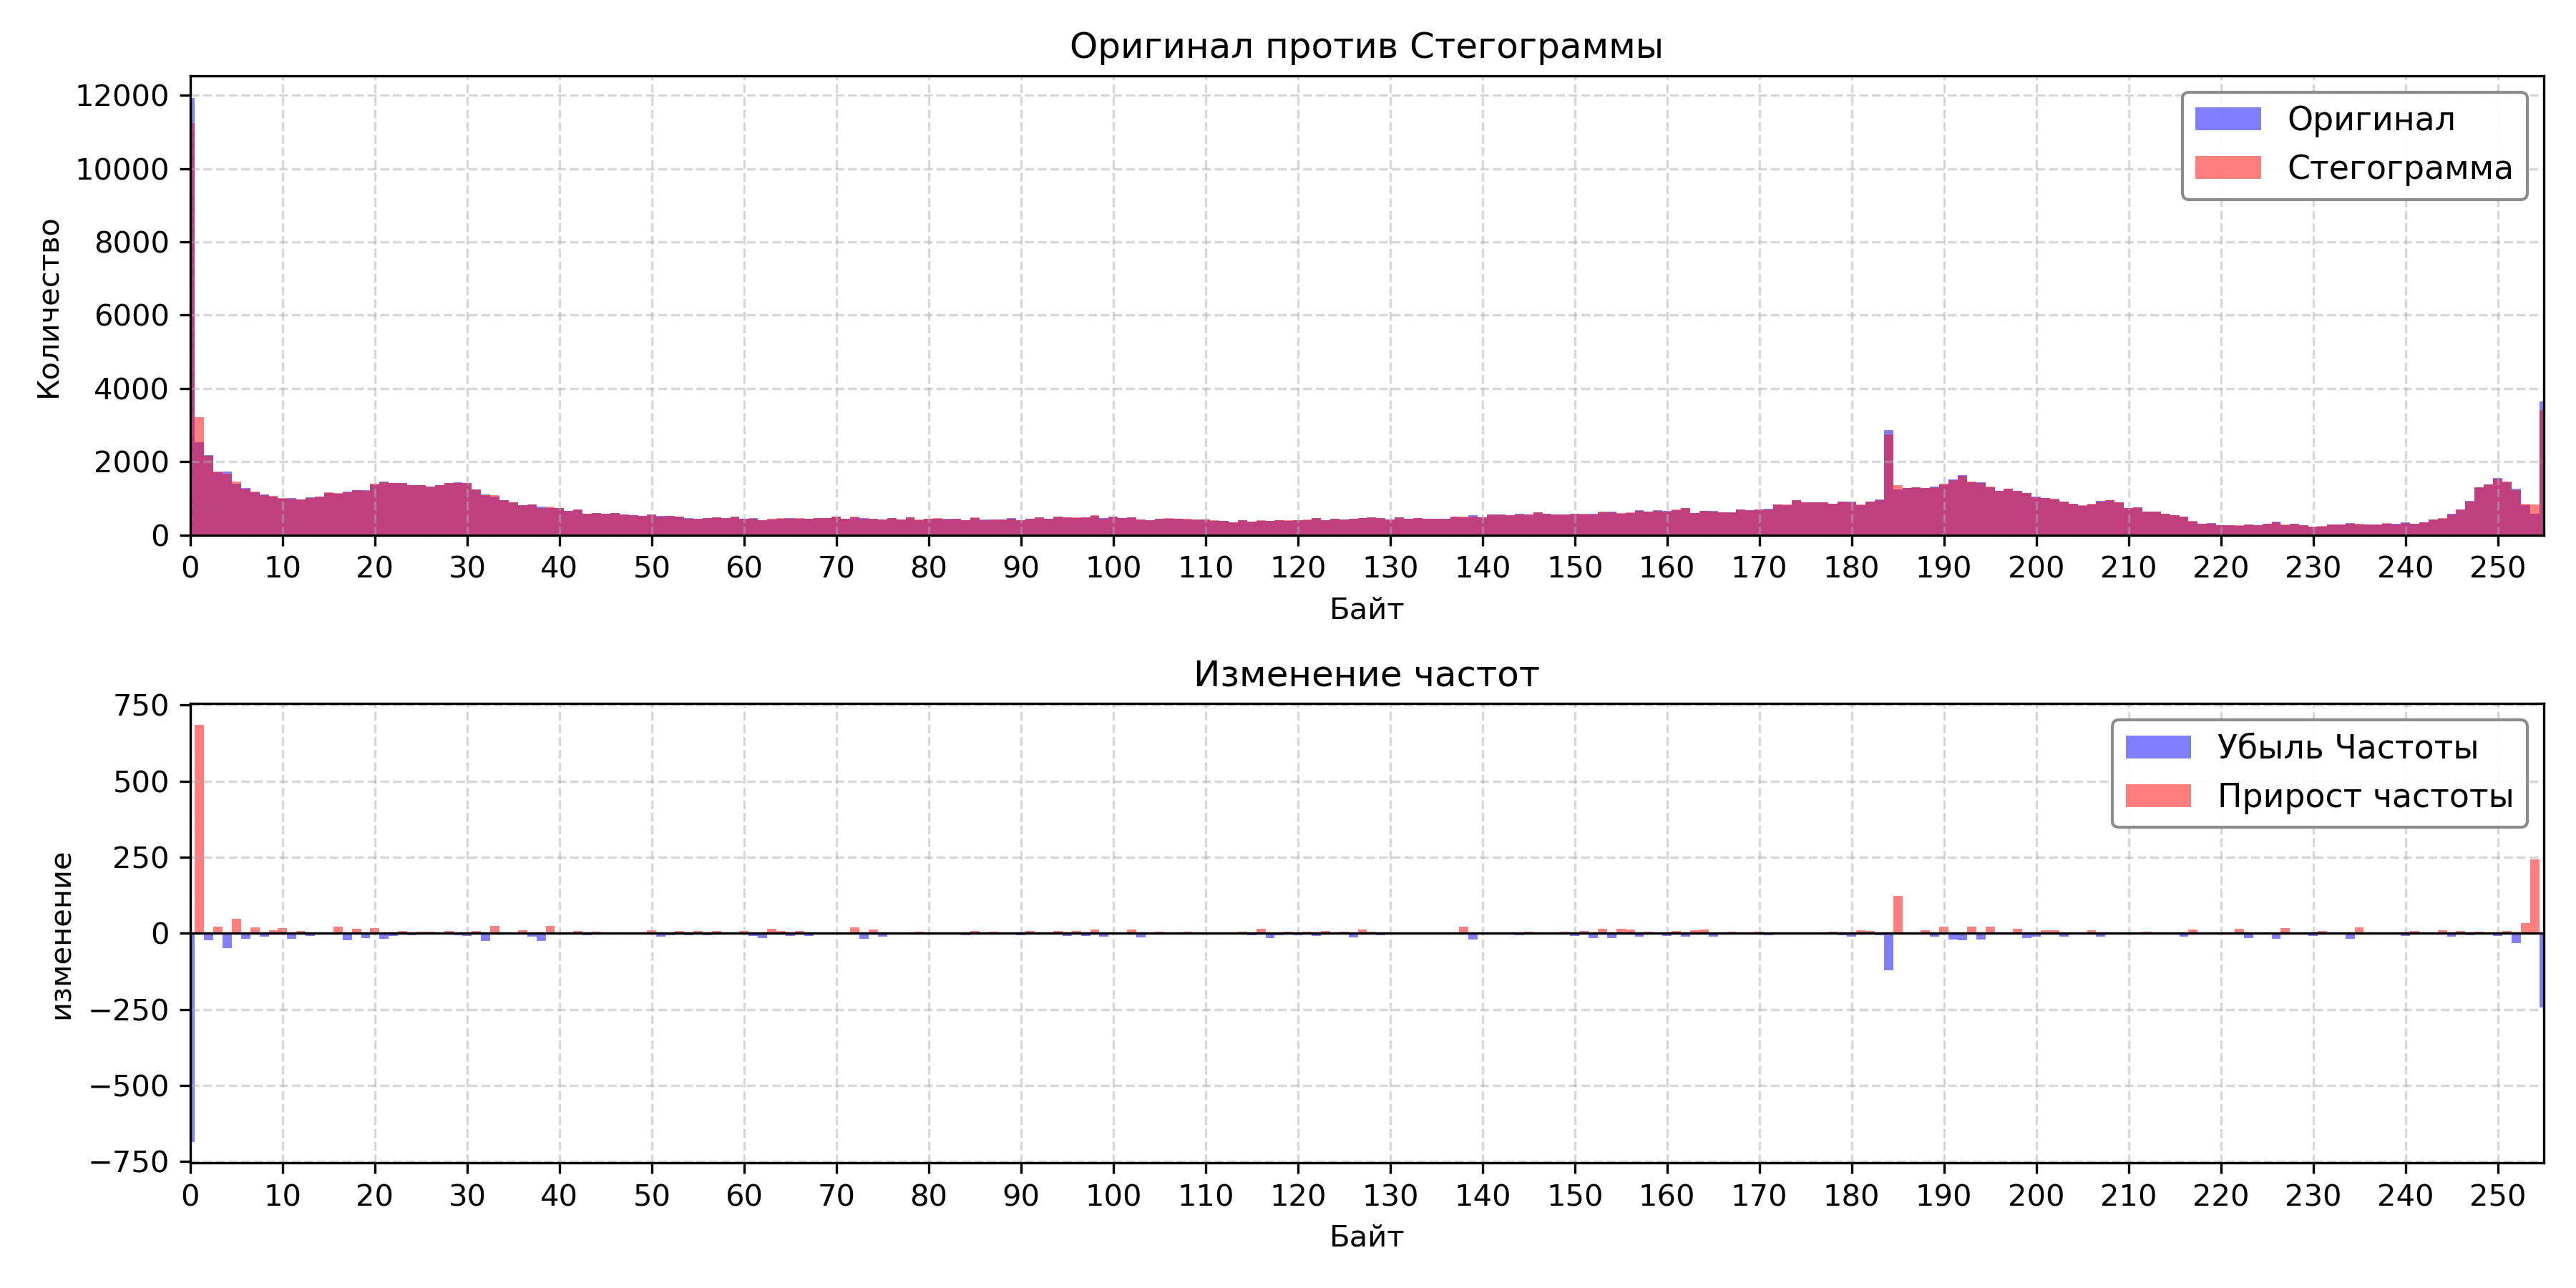 Оригинал против Стегограммы
12000
10000
8000
6000
4000
2000
0
Количество
Оригинал
Стегограмма
0 10 20 30 40 50 60 70 80 90 100 110 120 130 140 150 160 170 180 190 200 210 220 230 240 250
Байт
Изменение частот
750
500
250
0
−250
−500
−750
изменение
Убыль Частоты
Прирост частоты
0 10 20 30 40 50 60 70 80 90 100 110 120 130 140 150 160 170 180 190 200 210 220 230 240 250
Байт